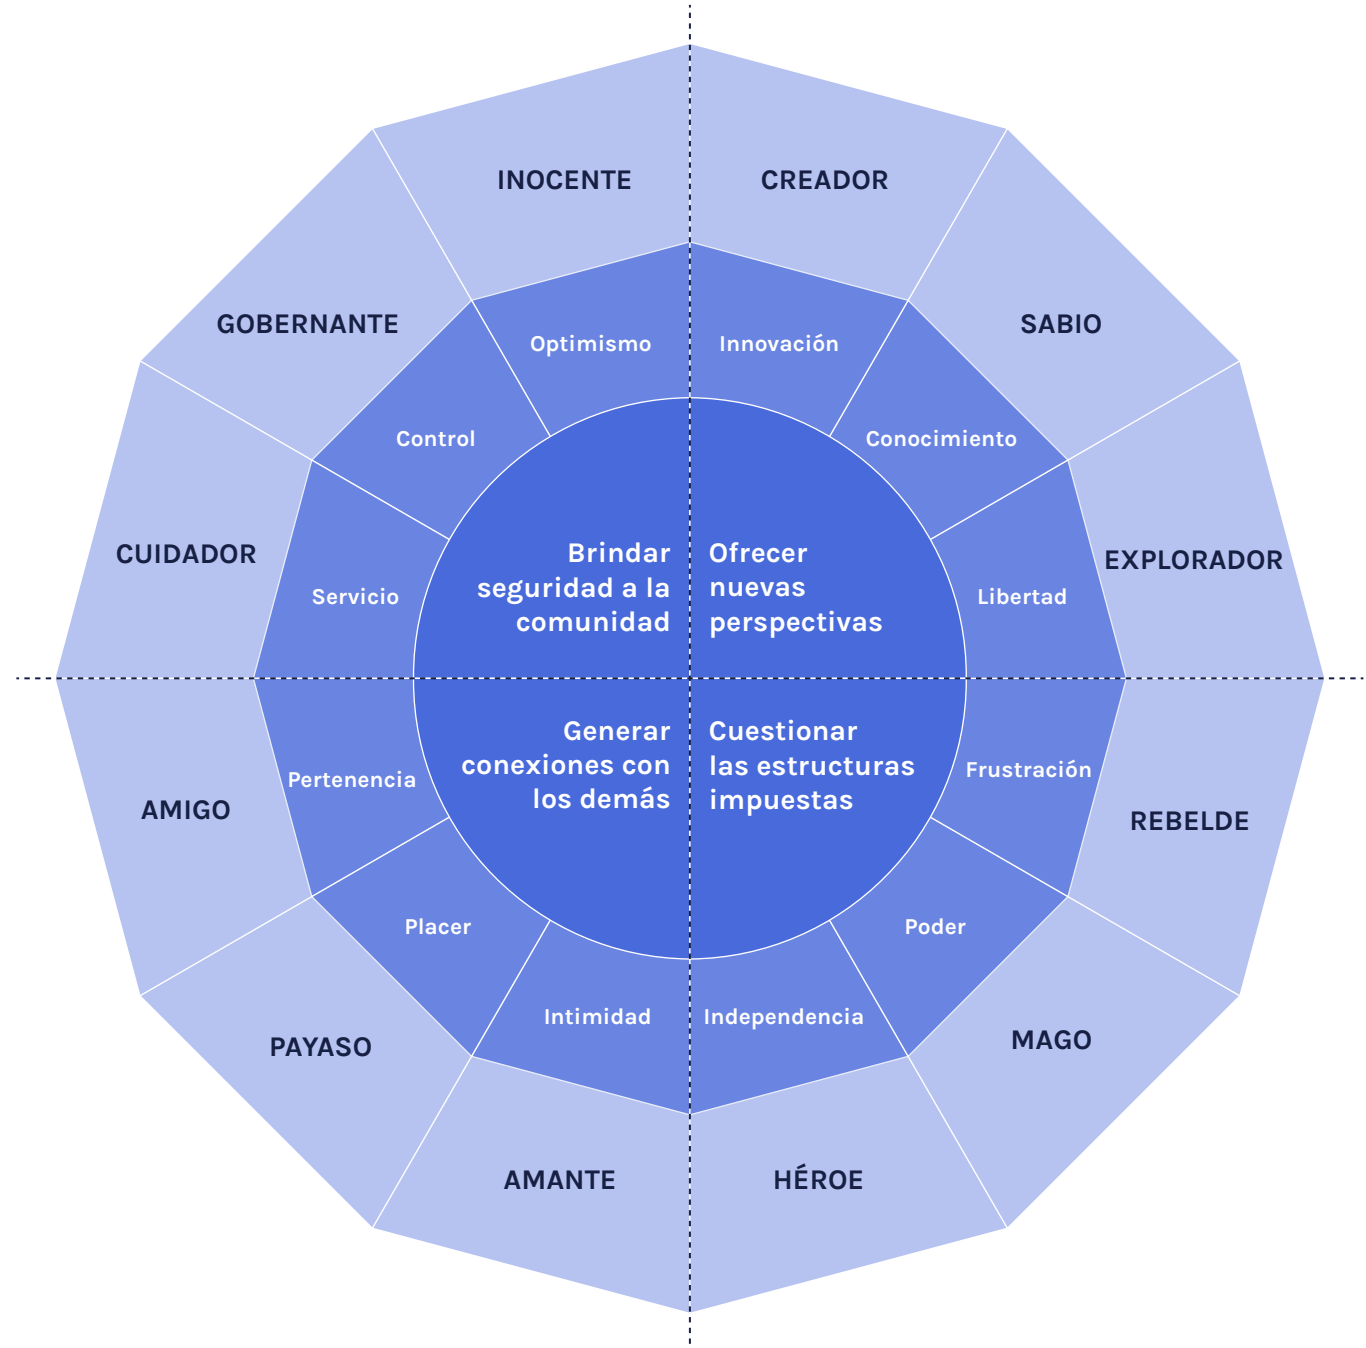 INOCENTE
CREADOR
GOBERNANTE
SABIO
Optimismo
Innovación
Control
Conocimiento
CUIDADOR
EXPLORADOR
Servicio
Libertad
Brindar
seguridad a la
comunidad
Ofrecer
nuevas
perspectivas
Generar
conexiones con
los demás
Cuestionar
las estructuras
impuestas
Pertenencia
Frustración
AMIGO
REBELDE
Placer
Poder
Intimidad
Independencia
PAYASO
MAGO
AMANTE
HÉROE